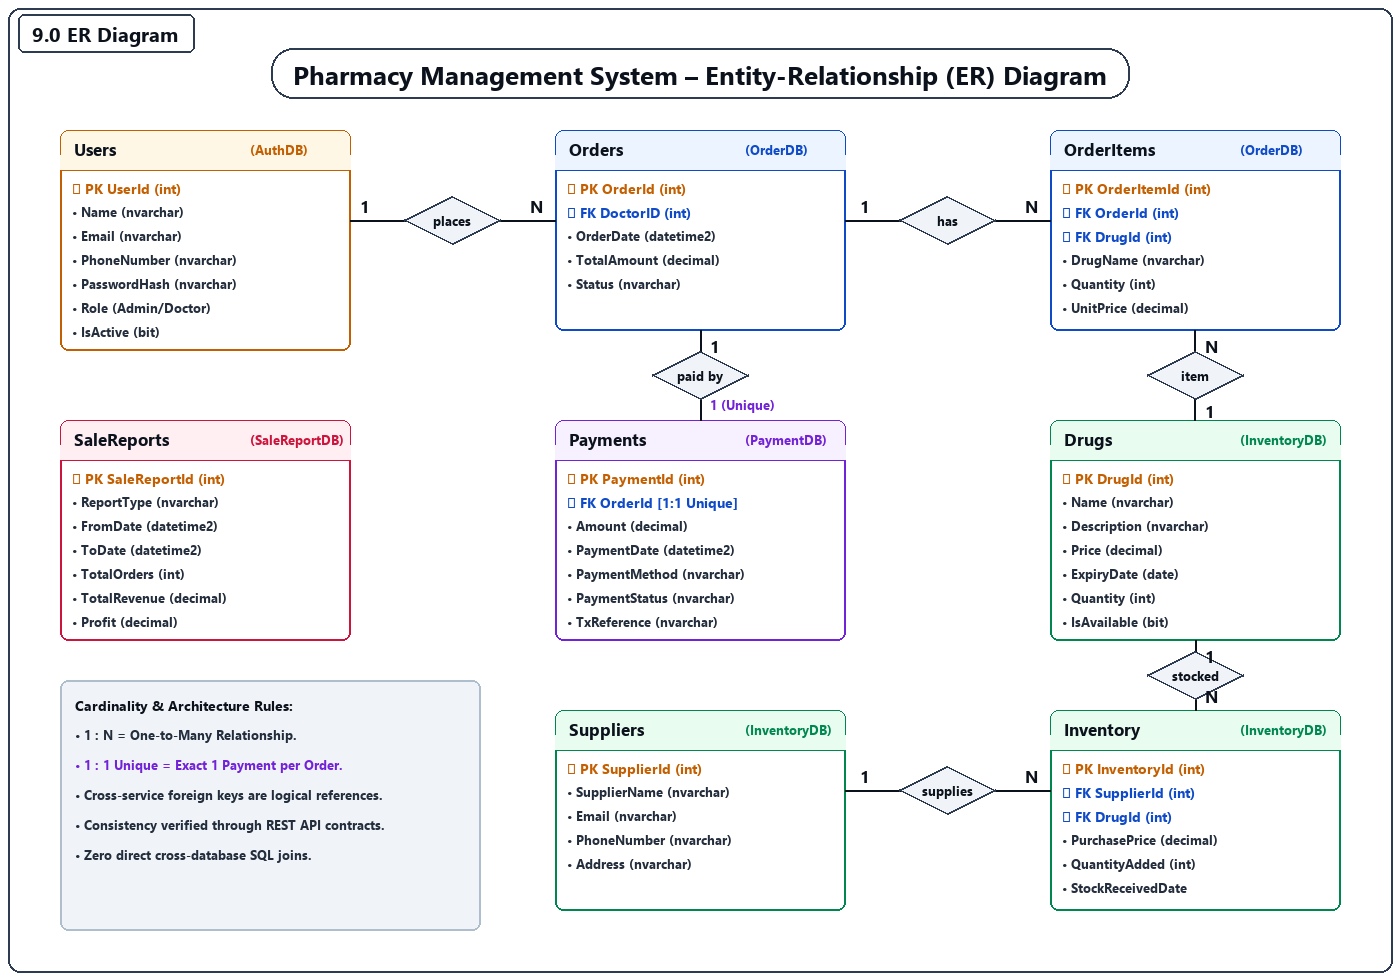 9.0 ER Diagram
Pharmacy Management System – Entity-Relationship (ER) Diagram
Users (AuthDB)
PK UserId (int)
• Name (nvarchar)
• Email (nvarchar)
• PhoneNumber (nvarchar)
• PasswordHash (nvarchar)
• Role (Admin/Doctor)
• IsActive (bit)
1
places
N
Orders (OrderDB)
PK OrderId (int)
FK DoctorID (int)
• OrderDate (datetime2)
• TotalAmount (decimal)
• Status (nvarchar)
1
has
N
OrderItems (OrderDB)
PK OrderItemId (int)
FK OrderId (int)
FK DrugId (int)
• DrugName (nvarchar)
• Quantity (int)
• UnitPrice (decimal)
1
paid by
1 (Unique)
N
item
1
SaleReports (SaleReportDB)
PK SaleReportId (int)
• ReportType (nvarchar)
• FromDate (datetime2)
• ToDate (datetime2)
• TotalOrders (int)
• TotalRevenue (decimal)
• Profit (decimal)
Payments (PaymentDB)
PK PaymentId (int)
FK OrderId [1:1 Unique]
• Amount (decimal)
• PaymentDate (datetime2)
• PaymentMethod (nvarchar)
• PaymentStatus (nvarchar)
• TxReference (nvarchar)
Drugs (InventoryDB)
PK DrugId (int)
• Name (nvarchar)
• Description (nvarchar)
• Price (decimal)
• ExpiryDate (date)
• Quantity (int)
• IsAvailable (bit)
1
stocked
N
Cardinality & Architecture Rules:
• 1 : N = One-to-Many Relationship.
• 1 : 1 Unique = Exact 1 Payment per Order.
• Cross-service foreign keys are logical references.
• Consistency verified through REST API contracts.
• Zero direct cross-database SQL joins.
Suppliers (InventoryDB)
PK SupplierId (int)
• SupplierName (nvarchar)
• Email (nvarchar)
• PhoneNumber (nvarchar)
• Address (nvarchar)
1
supplies
N
Inventory (InventoryDB)
PK InventoryId (int)
FK SupplierId (int)
FK DrugId (int)
• PurchasePrice (decimal)
• QuantityAdded (int)
• StockReceivedDate